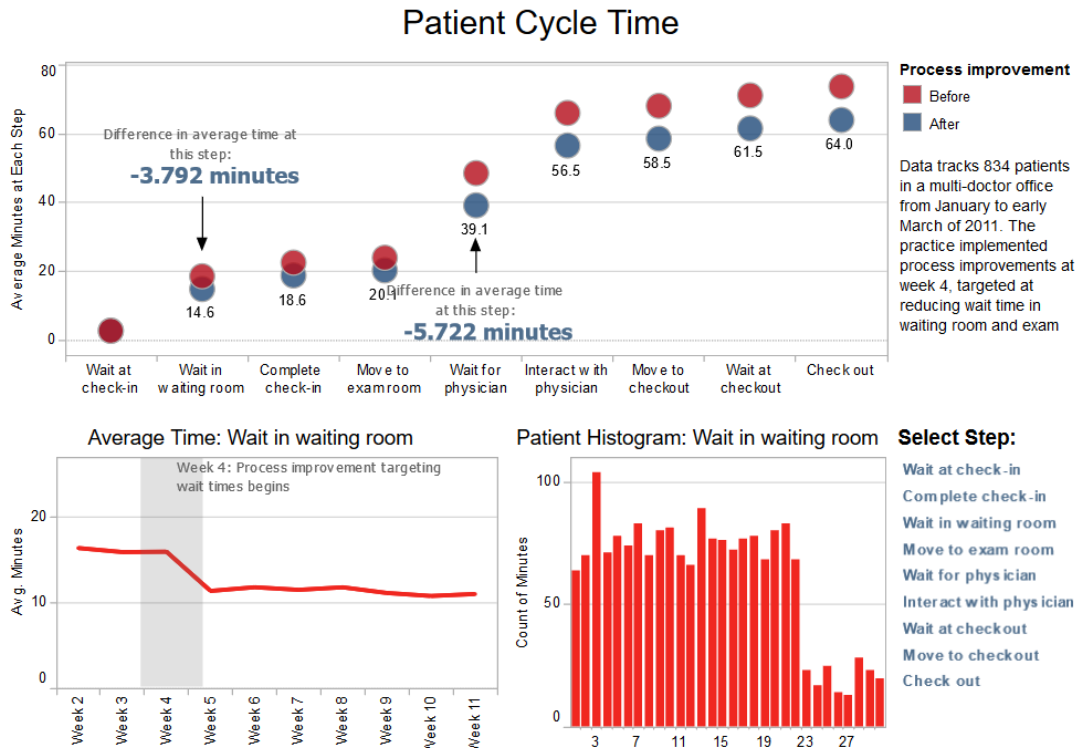 Patient Cycle Time
Average Minutes at Each Step
80
60
40
20
0
Difference in average time at
this step:
-3.792 minutes
14.6
18.6
20.1
39.1
56.5
58.5
61.5
64.0
Difference in average time
at this step:
-5.722 minutes
Wait at
check-in
Wait in
waiting room
Complete
check-in
Move to
exam room
Wait for
physician
Interact with
physician
Move to
checkout
Wait at
checkout
Check out
Process improvement
Before
After
Data tracks 834 patients
in a multi-doctor office
from January to early
March of 2011. The
practice implemented
process improvements at
week 4, targeted at
reducing wait time in
waiting room and exam
Average Time: Wait in waiting room
Avg. Minutes
20
10
0
Week 4: Process improvement targeting
wait times begins
Week 2
Week 3
Week 4
Week 5
Week 6
Week 7
Week 8
Week 9
Week 10
Week 11
Patient Histogram: Wait in waiting room
Count of Minutes
100
50
0
3
7
11
15
19
23
27
Select Step:
Wait at check-in
Complete check-in
Wait in waiting room
Move to exam room
Wait for physician
Interact with physician
Wait at checkout
Move to checkout
Check out